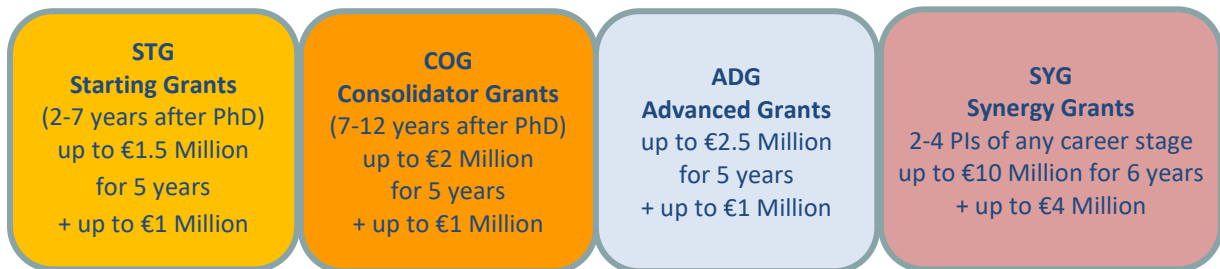 STG
Starting Grants
(2-7 years after PhD)
up to €1.5 Million
for 5 years
+ up to €1 Million
COG
Consolidator Grants
(7-12 years after PhD)
up to €2 Million
for 5 years
+ up to €1 Million
ADG
Advanced Grants
up to €2.5 Million
for 5 years
+ up to €1 Million
SYG
Synergy Grants
2-4 PIs of any career stage
up to €10 Million for 6 years
+ up to €4 Million